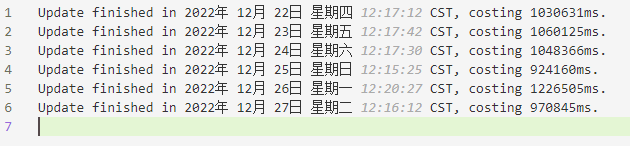 1 Update finished in 2022年 12月 22日 星期四 12:17:12 CST, costing 1030631ms.
2 Update finished in 2022年 12月 23日 星期五 12:17:42 CST, costing 1060125ms.
3 Update finished in 2022年 12月 24日 星期六 12:17:30 CST, costing 1048366ms.
4 Update finished in 2022年 12月 25日 星期日 12:15:25 CST, costing 924160ms.
5 Update finished in 2022年 12月 26日 星期一 12:20:27 CST, costing 1226505ms.
6 Update finished in 2022年 12月 27日 星期二 12:16:12 CST, costing 970845ms.
7